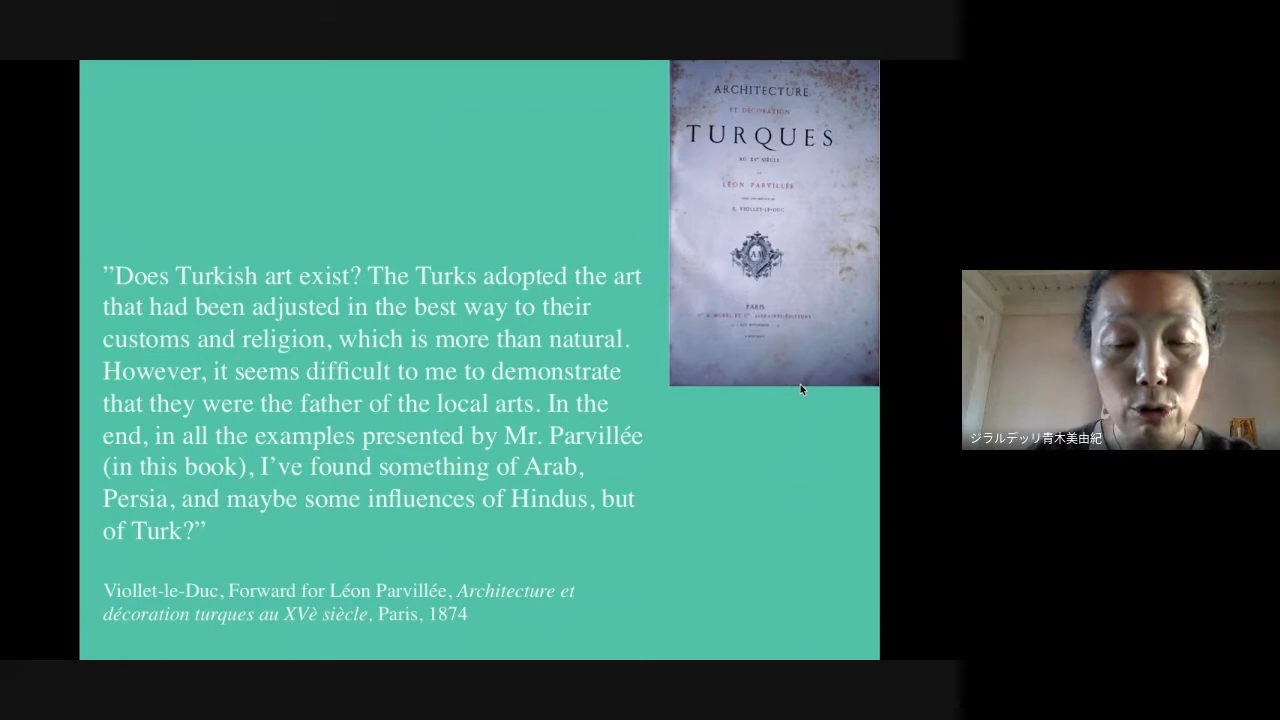 ”Does Turkish art exist? The Turks adopted the art
that had been adjusted in the best way to their
customs and religion, which is more than natural.
However, it seems difficult to me to demonstrate
that they were the father of the local arts. In the
end, in all the examples presented by Mr. Parvillée
(in this book), I’ve found something of Arab,
Persia, and maybe some influences of Hindus, but
of Turk?”
Viollet-le-Duc, Forward for Léon Parvillée, Architecture et
décoration turques au XVè siècle, Paris, 1874
ARCHITECTURE
ET DÉCORATION
TURQUES
AU XVe SIÈCLE
LÉON PARVILLÉE
E. VIOLLET-LE-DUC
AM
PARIS
ジラルデッリ青木美由紀